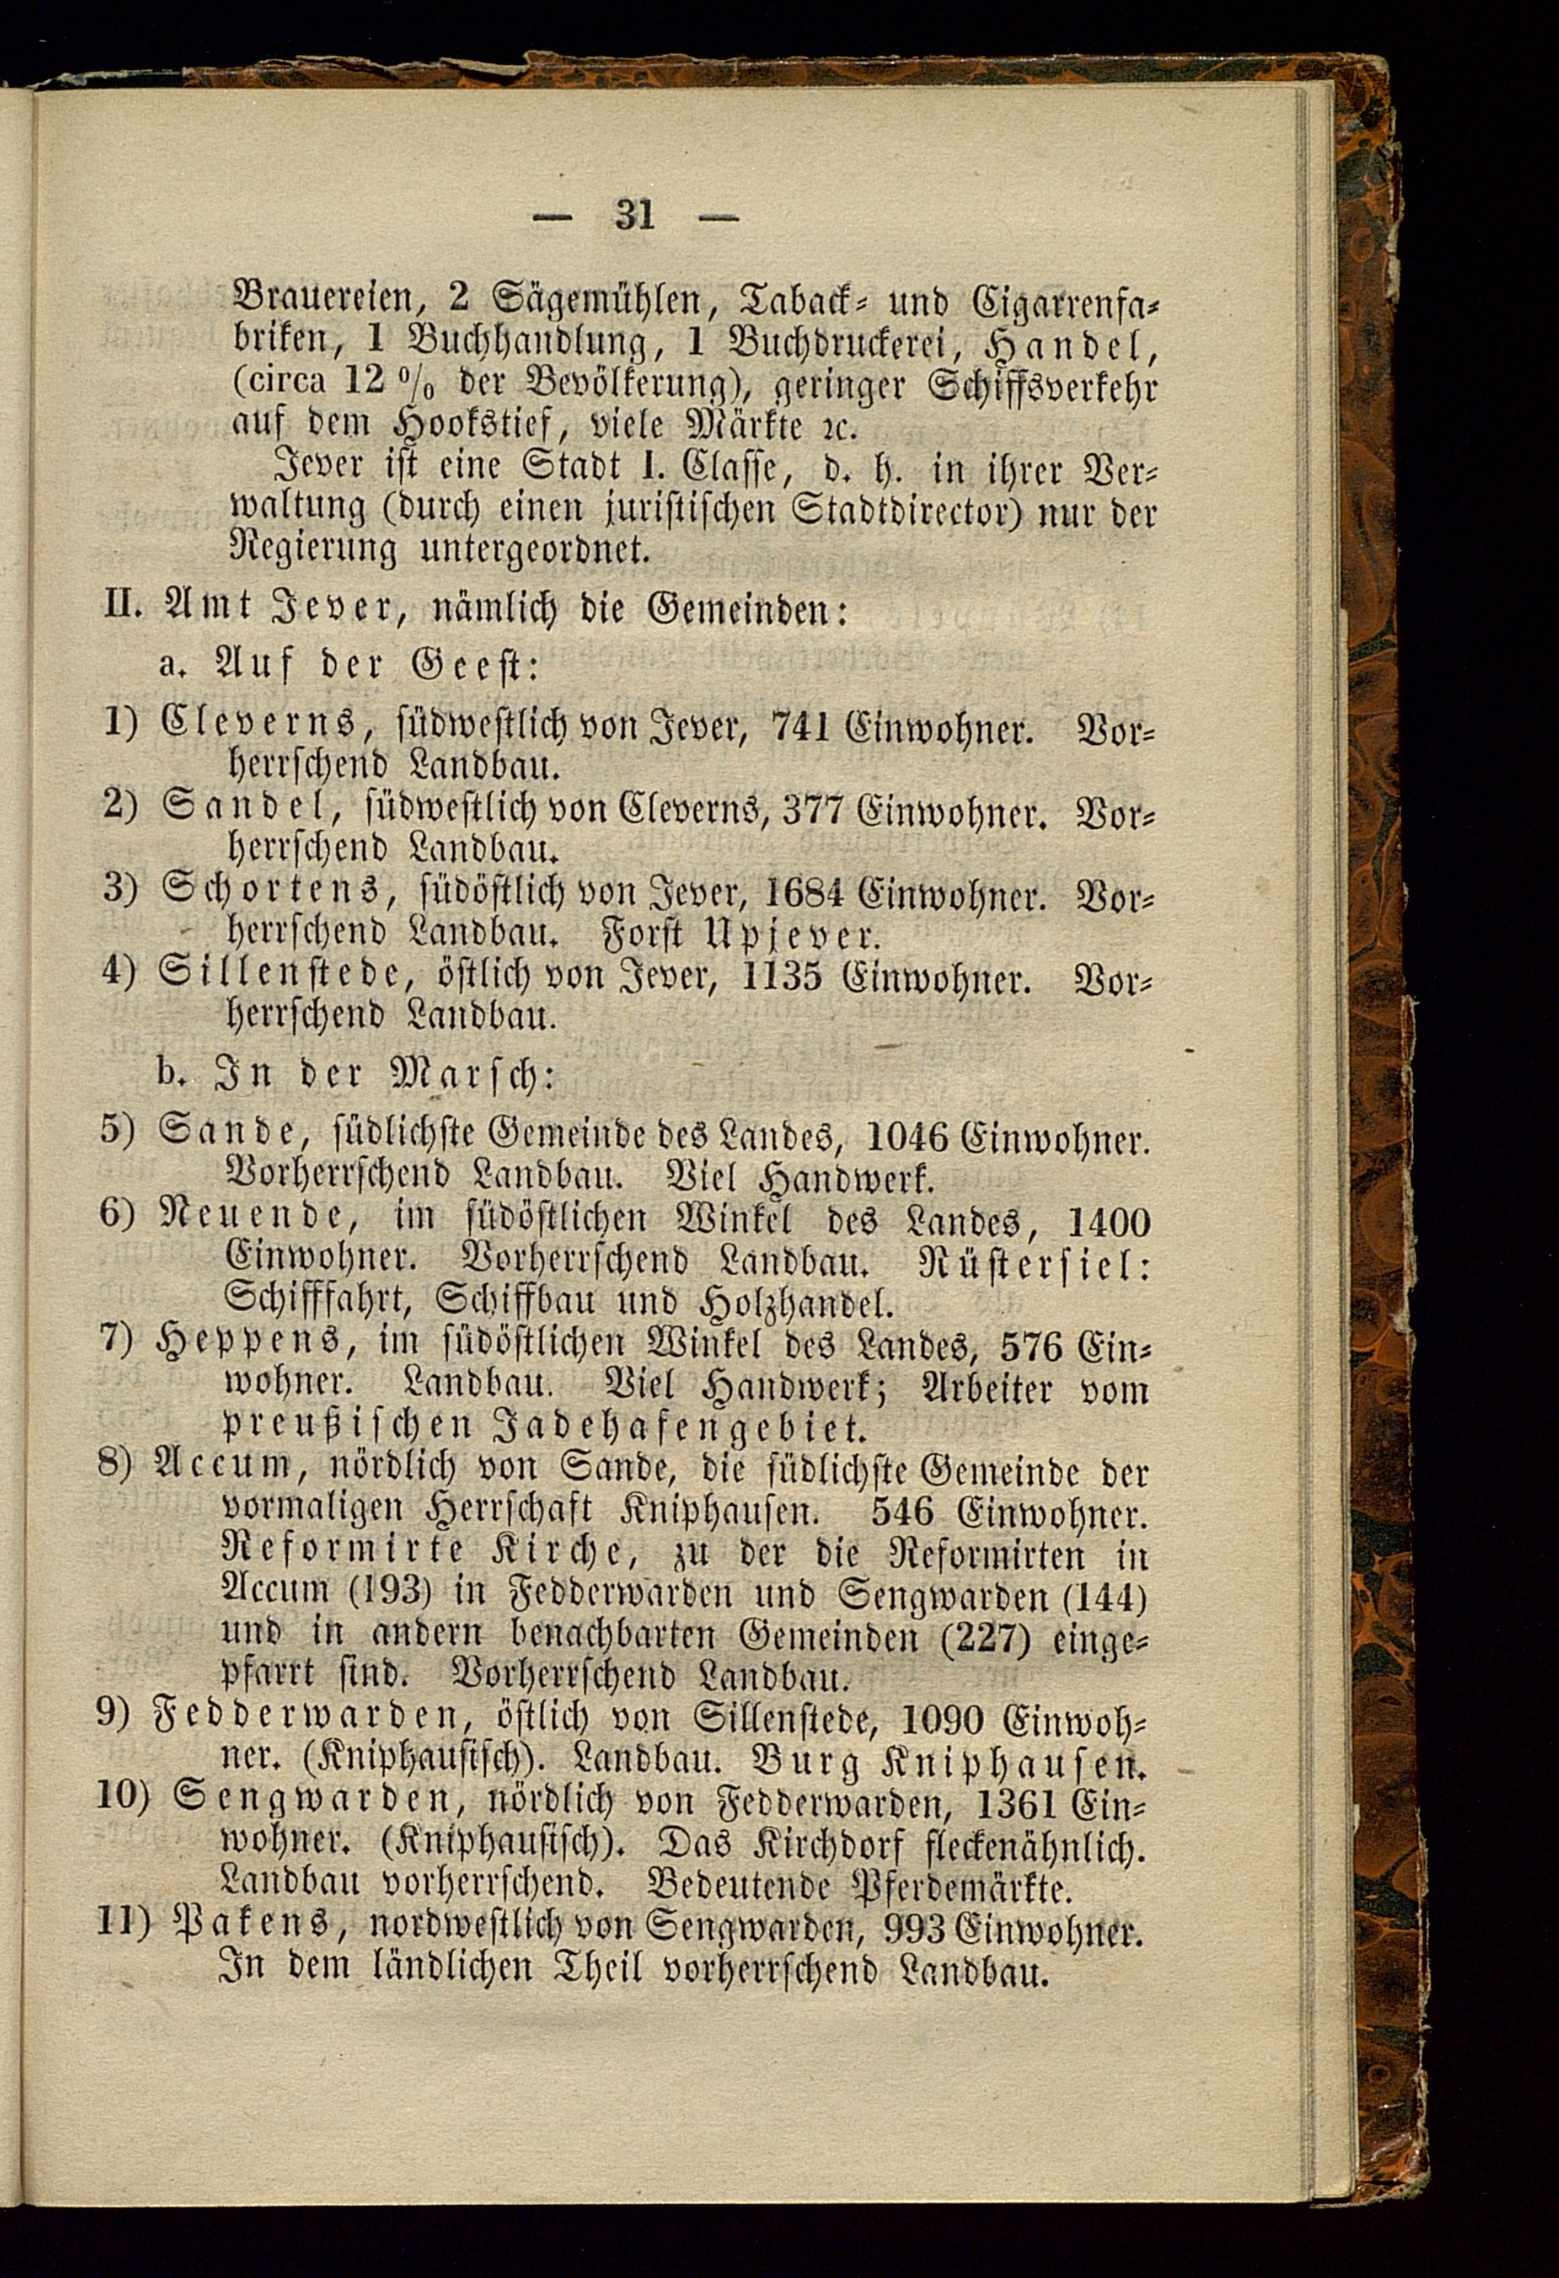 — 31 —
Brauereien, 2 Sägemühlen, Taback- und Cigarrenfa-
briken, 1 Buchhandlung, 1 Buchdruckerei, Handel,
(circa 12 % der Bevölkerung), geringer Schiffsverkehr
auf dem Hookstief, viele Märkte ꝛc.
Jever ist eine Stadt I. Classe, d. h. in ihrer Ver-
waltung (durch einen juristischen Stadtdirector) nur der
Regierung untergeordnet.
II. Amt Jever, nämlich die Gemeinden:
a. Auf der Geest:
1) Cleverns, südwestlich von Jever, 741 Einwohner. Vor-
herrschend Landbau.
2) Sandel, südwestlich von Cleverns, 377 Einwohner. Vor-
herrschend Landbau.
3) Schortens, südöstlich von Jever, 1684 Einwohner. Vor-
herrschend Landbau. Forst Upjever.
4) Sillenstede, östlich von Jever, 1135 Einwohner. Vor-
herrschend Landbau.
b. In der Marsch:
5) Sande, südlichste Gemeinde des Landes, 1046 Einwohner.
Vorherrschend Landbau. Viel Handwerk.
6) Neuende, im südöstlichen Winkel des Landes, 1400
Einwohner. Vorherrschend Landbau. Rüstersiel:
Schifffahrt, Schiffbau und Holzhandel.
7) Heppens, im südöstlichen Winkel des Landes, 576 Ein-
wohner. Landbau. Viel Handwerk; Arbeiter vom
preußischen Jadehafengebiet.
8) Accum, nördlich von Sande, die südlichste Gemeinde der
vormaligen Herrschaft Kniphausen. 546 Einwohner.
Reformirte Kirche, zu der die Reformirten in
Accum (193) in Fedderwarden und Sengwarden (144)
und in andern benachbarten Gemeinden (227) einge-
pfarrt sind. Vorherrschend Landbau.
9) Fedderwarden, östlich von Sillenstede, 1090 Einwoh-
ner. (Kniphausisch). Landbau. Burg Kniphausen.
10) Sengwarden, nördlich von Fedderwarden, 1361 Ein-
wohner. (Kniphausisch). Das Kirchdorf fleckenähnlich.
Landbau vorherrschend. Bedeutende Pferdemärkte.
11) Pakens, nordwestlich von Sengwarden, 993 Einwohner.
In dem ländlichen Theil vorherrschend Landbau.